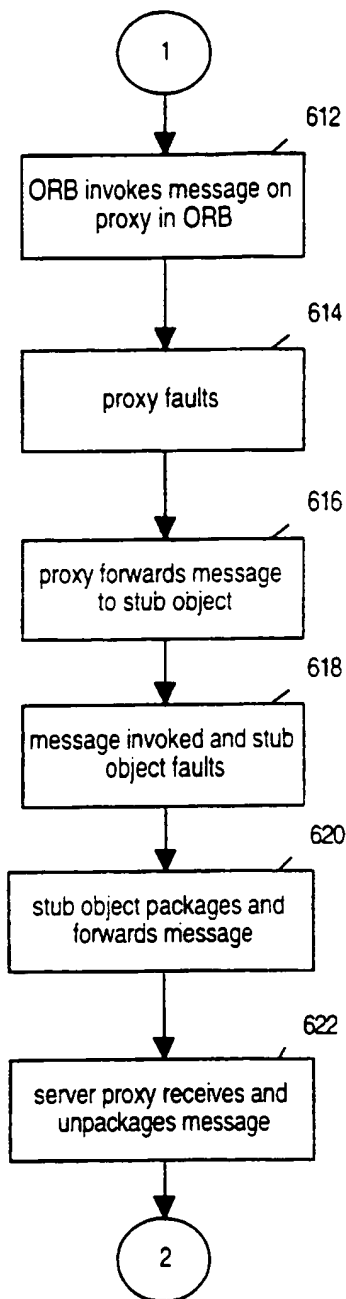 1
612
ORB invokes message on
proxy in ORB
614
proxy faults
616
proxy forwards message
to stub object
618
message invoked and stub
object faults
620
stub object packages and
forwards message
622
server proxy receives and
unpackages message
2